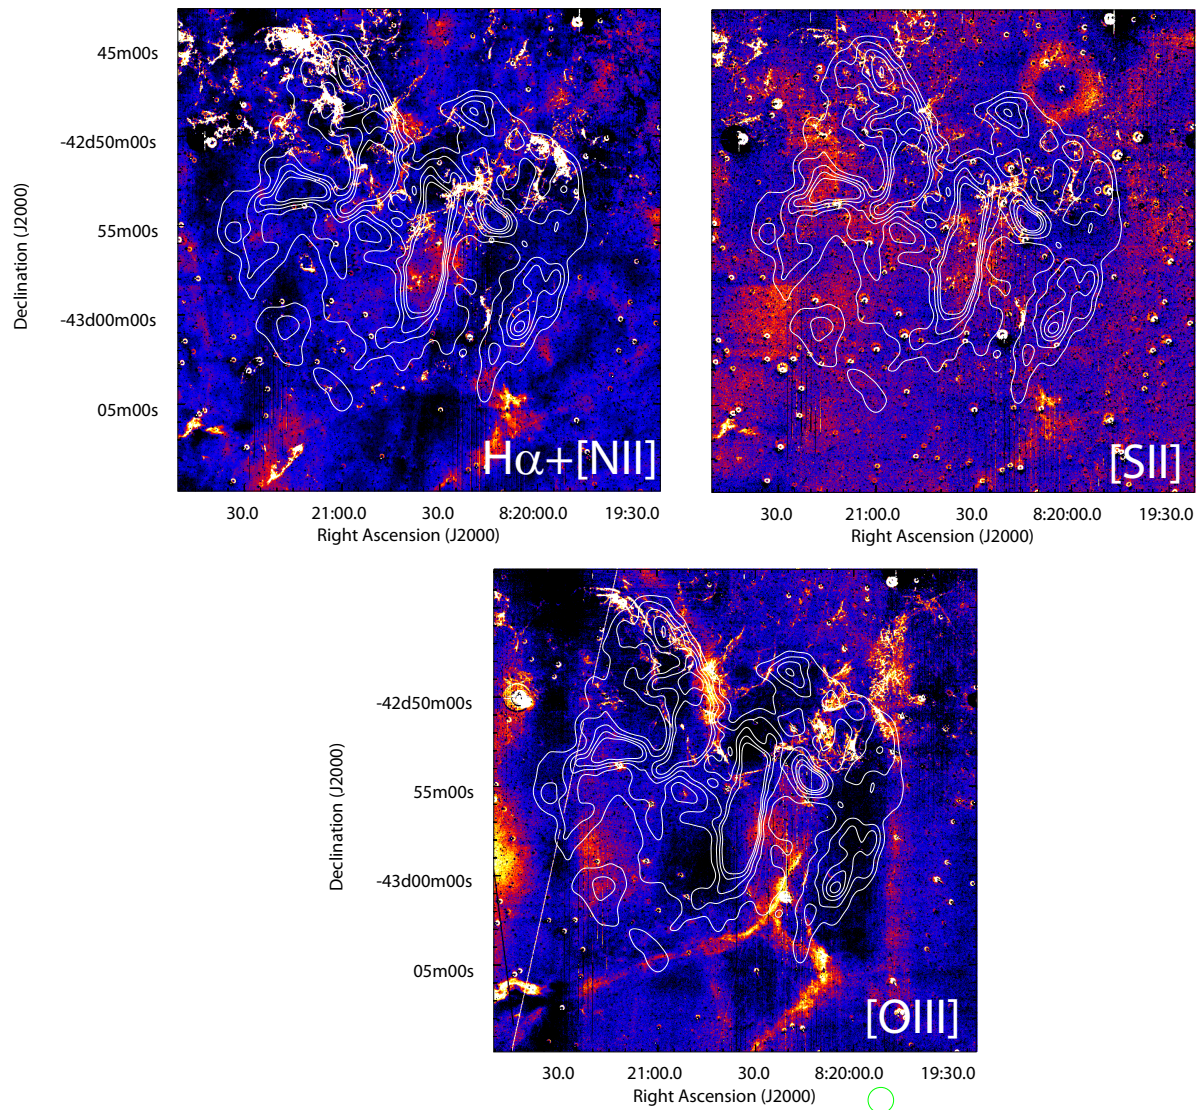 45m00s
-42d50m00s
55m00s
-43d00m00s
05m00s
Declination (J2000)
Hα+[NII]
30.0 21:00.0 30.0 8:20:00.0 19:30.0
Right Ascension (J2000)
[SII]
30.0 21:00.0 30.0 8:20:00.0 19:30.0
Right Ascension (J2000)
-42d50m00s
55m00s
-43d00m00s
05m00s
Declination (J2000)
[OIII]
30.0 21:00.0 30.0 8:20:00.0 19:30.0
Right Ascension (J2000)